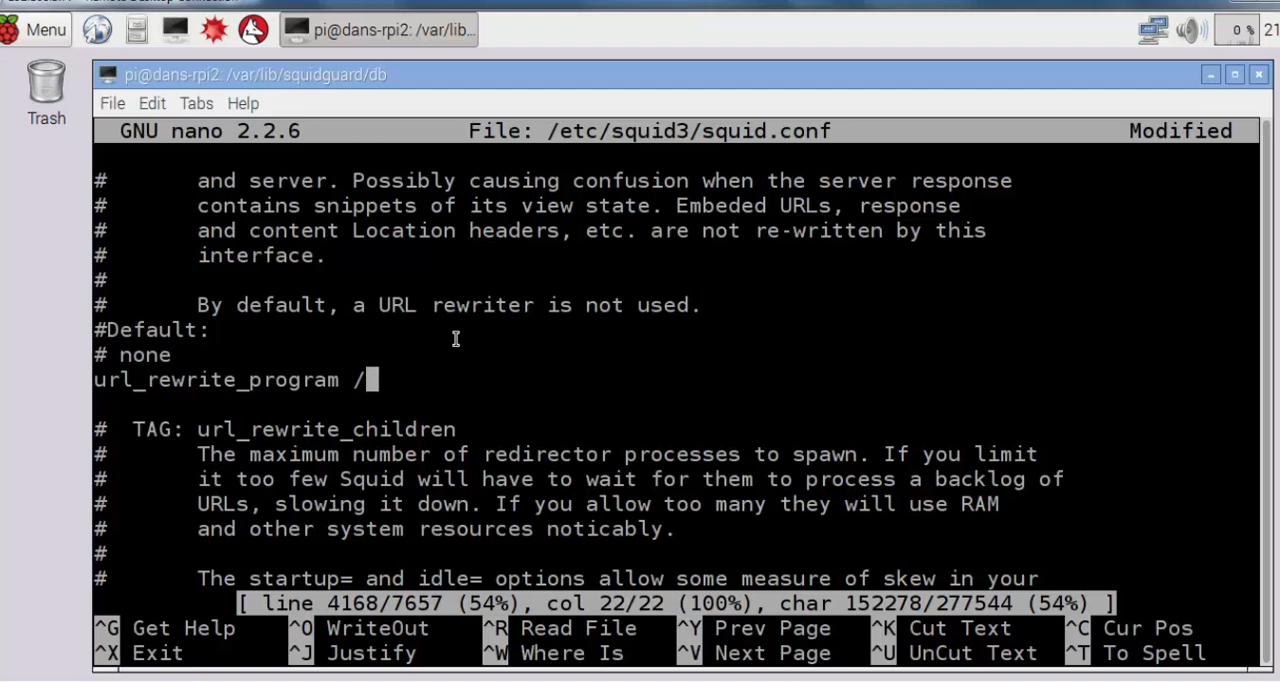 Menu
pi@dans-rpi2: /var/lib...
0 %
21
Trash
pi@dans-rpi2: /var/lib/squidguard/db
File Edit Tabs Help
GNU nano 2.2.6 File: /etc/squid3/squid.conf Modified
# and server. Possibly causing confusion when the server response
# contains snippets of its view state. Embeded URLs, response
# and content Location headers, etc. are not re-written by this
# interface.
#
# By default, a URL rewriter is not used.
#Default:
# none
url_rewrite_program /
# TAG: url_rewrite_children
# The maximum number of redirector processes to spawn. If you limit
# it too few Squid will have to wait for them to process a backlog of
# URLs, slowing it down. If you allow too many they will use RAM
# and other system resources noticably.
#
# The startup= and idle= options allow some measure of skew in your
[ line 4168/7657 (54%), col 22/22 (100%), char 152278/277544 (54%) ]
^G Get Help ^O WriteOut ^R Read File ^Y Prev Page ^K Cut Text ^C Cur Pos
^X Exit ^J Justify ^W Where Is ^V Next Page ^U UnCut Text ^T To Spell